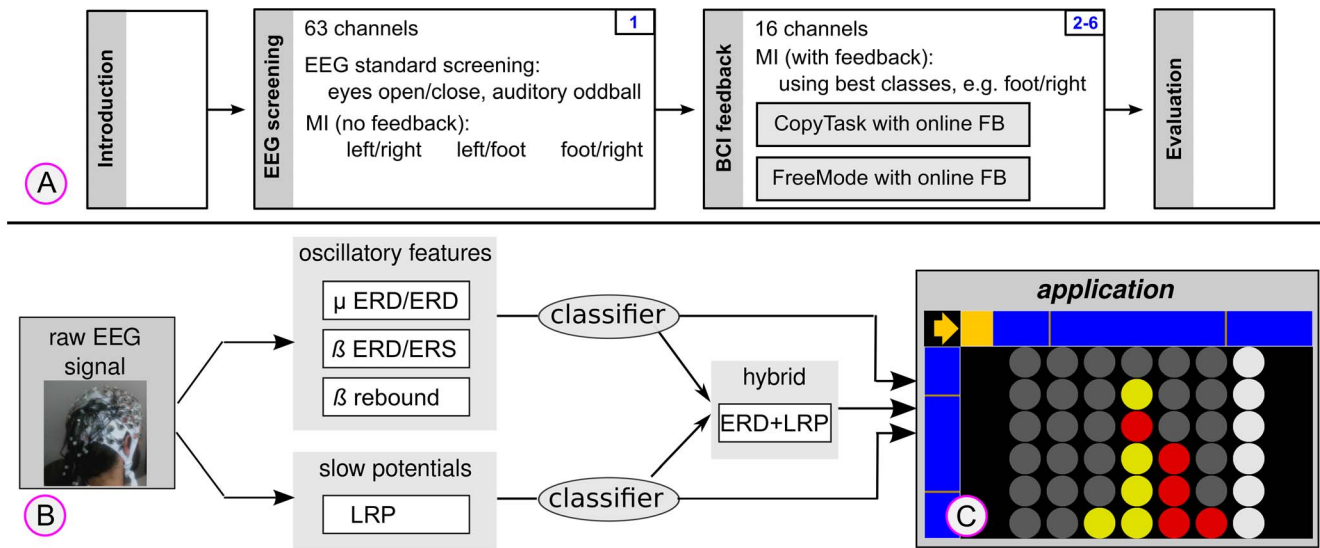 Introduction
EEG screening
1
63 channels
EEG standard screening:
eyes open/close, auditory oddball
MI (no feedback):
left/right left/foot foot/right
BCI feedback
2-6
16 channels
MI (with feedback):
using best classes, e.g. foot/right
CopyTask with online FB
FreeMode with online FB
Evaluation
A
raw EEG
signal
B
oscillatory features
µ ERD/ERD
ß ERD/ERS
ß rebound
slow potentials
LRP
classifier
classifier
hybrid
ERD+LRP
application
C